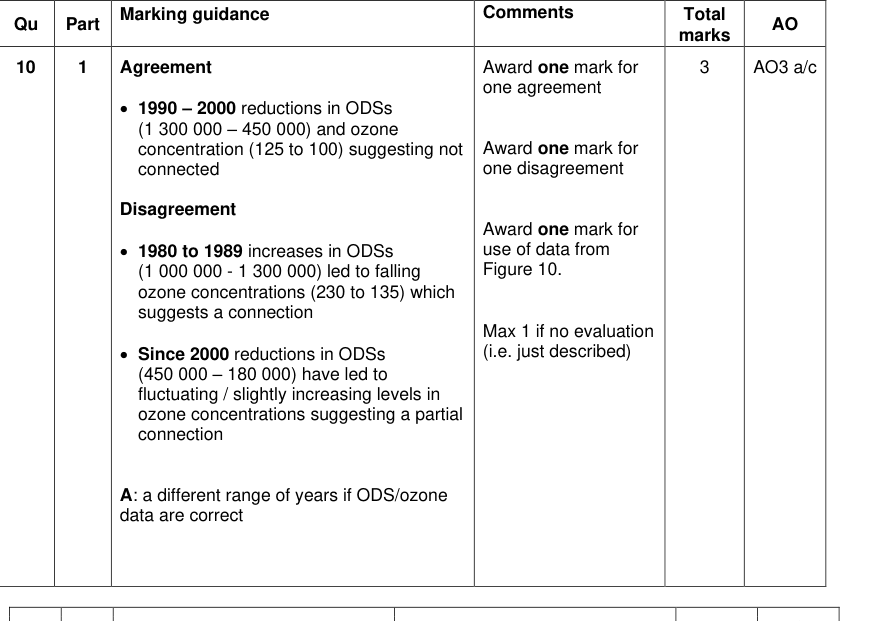 Qu
Part
Marking guidance
Comments
Total
marks
AO
10
1
Agreement
• 1990 – 2000 reductions in ODSs
(1 300 000 – 450 000) and ozone
concentration (125 to 100) suggesting not
connected
Disagreement
• 1980 to 1989 increases in ODSs
(1 000 000 - 1 300 000) led to falling
ozone concentrations (230 to 135) which
suggests a connection
• Since 2000 reductions in ODSs
(450 000 – 180 000) have led to
fluctuating / slightly increasing levels in
ozone concentrations suggesting a partial
connection
A: a different range of years if ODS/ozone
data are correct
Award one mark for
one agreement
Award one mark for
one disagreement
Award one mark for
use of data from
Figure 10.
Max 1 if no evaluation
(i.e. just described)
3
AO3 a/c